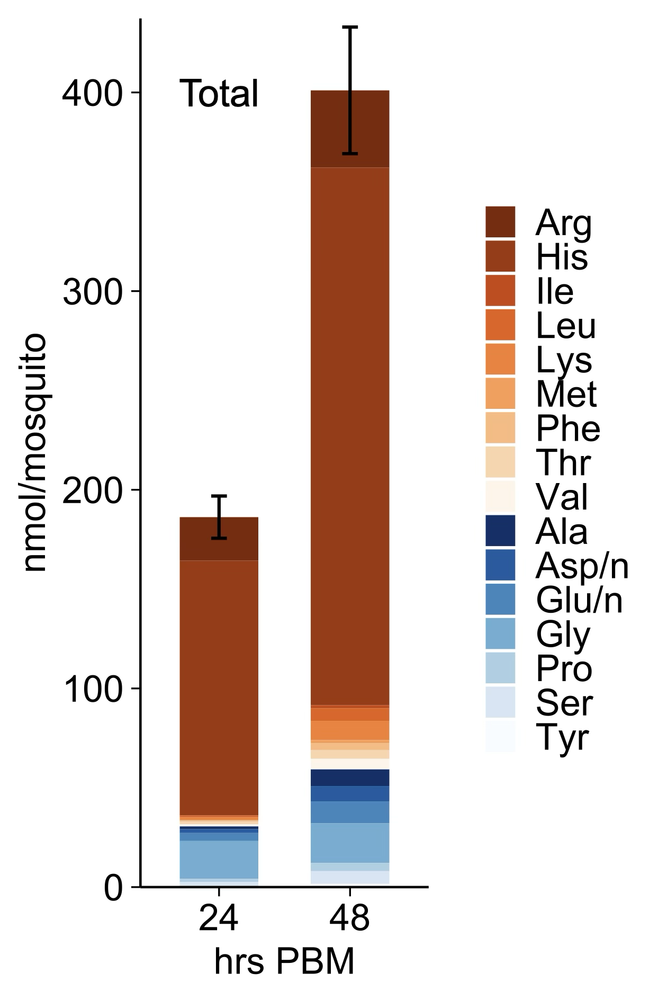 Total
400
300
200
100
0
nmol/mosquito
24 48
hrs PBM
Arg
His
Ile
Leu
Lys
Met
Phe
Thr
Val
Ala
Asp/n
Glu/n
Gly
Pro
Ser
Tyr